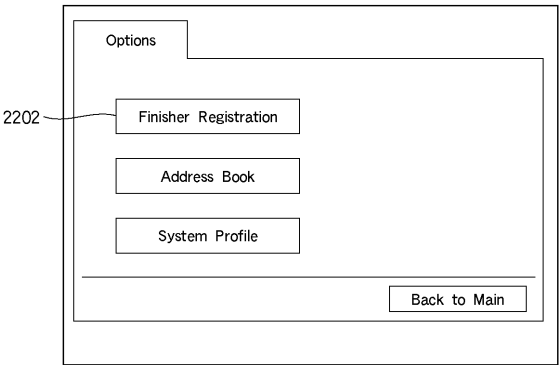 Options
2202
Finisher Registration
Address Book
System Profile
Back to Main